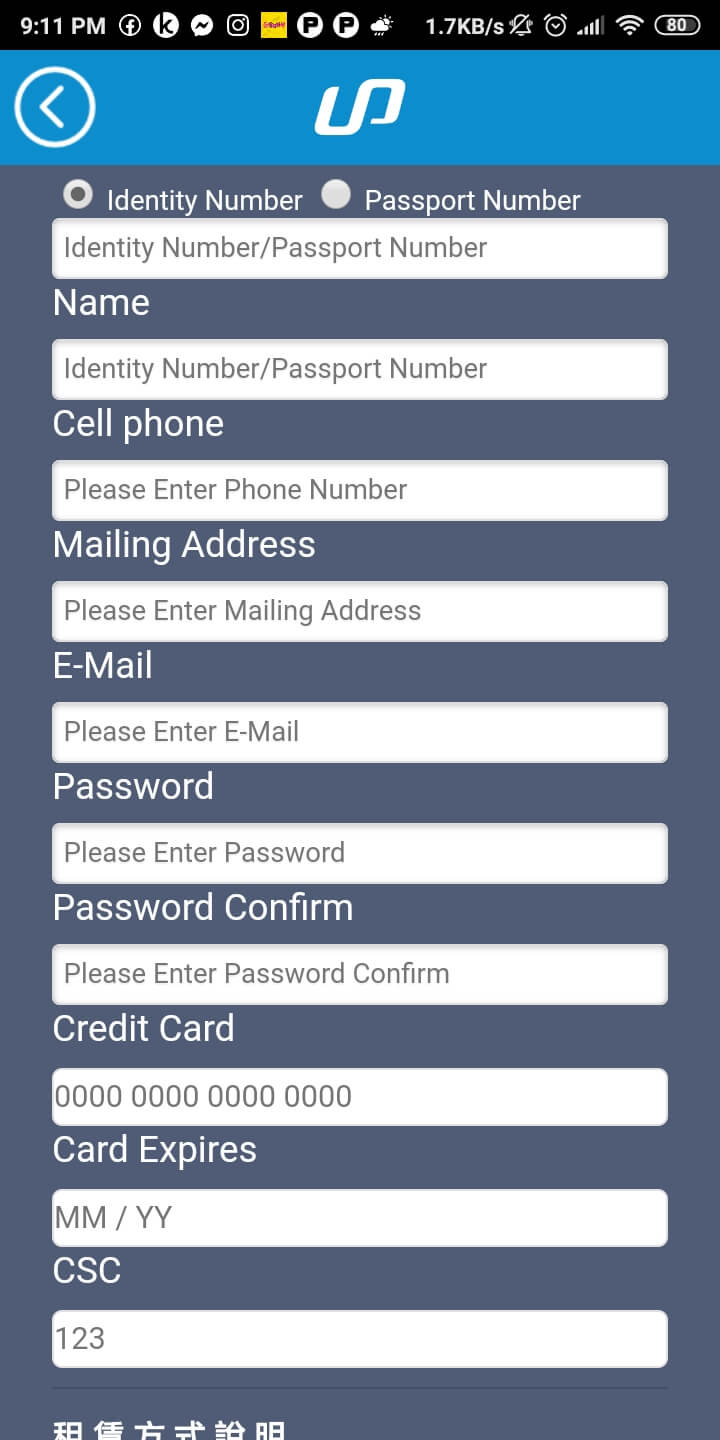 9:11 PM 1.7KB/s 80
Identity Number Passport Number
Identity Number/Passport Number
Name
Identity Number/Passport Number
Cell phone
Please Enter Phone Number
Mailing Address
Please Enter Mailing Address
E-Mail
Please Enter E-Mail
Password
Please Enter Password
Password Confirm
Please Enter Password Confirm
Credit Card
0000 0000 0000 0000
Card Expires
MM / YY
CSC
123
租賃方式說明